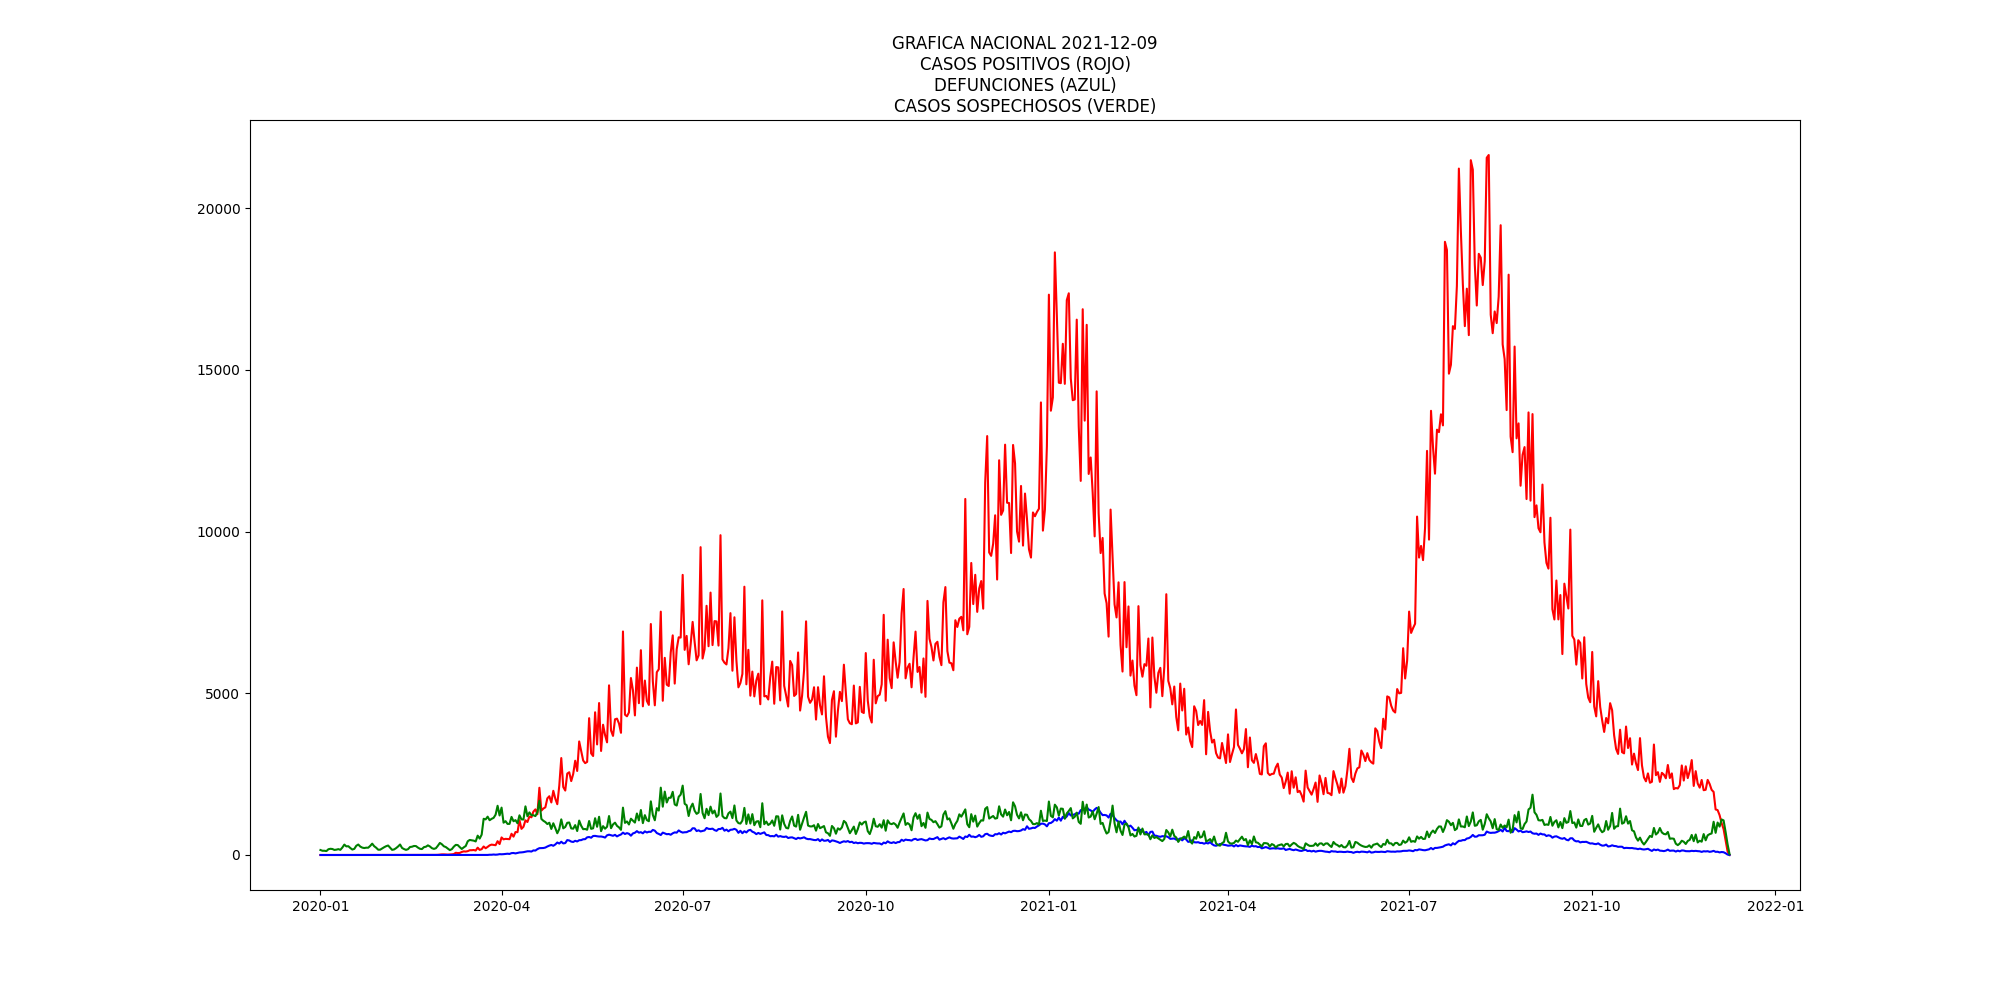 GRAFICA NACIONAL 2021-12-09
CASOS POSITIVOS (ROJO)
DEFUNCIONES (AZUL)
CASOS SOSPECHOSOS (VERDE)
20000
15000
10000
5000
0
2020-01 2020-04 2020-07 2020-10 2021-01 2021-04 2021-07 2021-10 2022-01